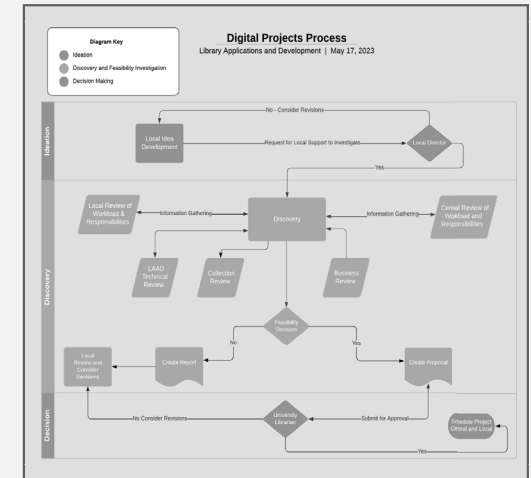 Digital Projects Process
Library Applications and Development | May 17, 2023
Diagram Key
Ideation
Discovery and Feasibility Investigation
Decision Making
Ideation
No - Consider Revisions
Local Idea
Development
Request for Local Support to Investigate
Local Director
Yes
Discovery
Local Review of
Workload &
Responsibilities
Information Gathering
Discovery
Information Gathering
Central Review of
Workload and
Responsibilities
LAAD
Technical
Review
Collection
Review
Business
Review
Feasibility
Decision
No
Yes
Local
Review and
Consider
Revisions
Create Report
Create Proposal
Decision
No Consider Revisions
University
Librarian
Submit for Approval
Schedule Project
Central and Local
Yes